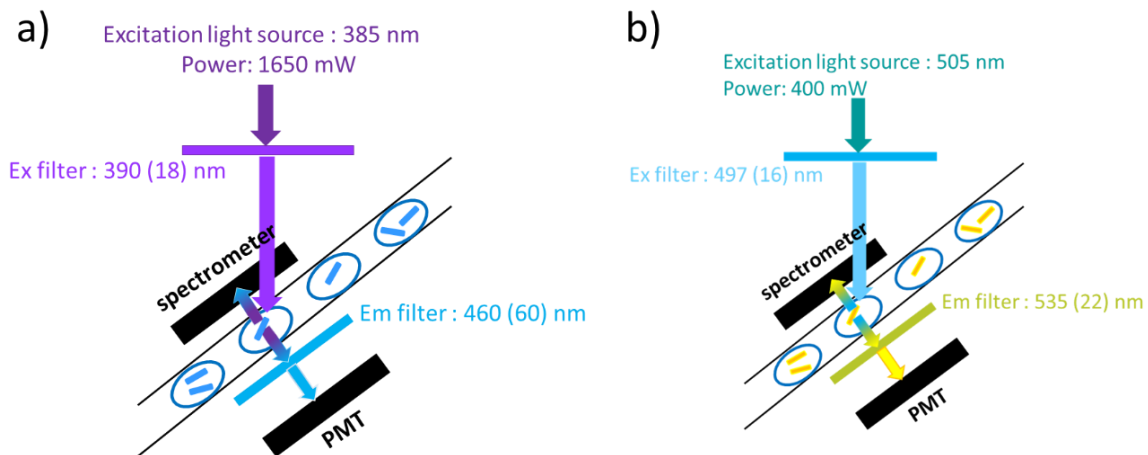 a)
Excitation light source : 385 nm
Power: 1650 mW
Ex filter : 390 (18) nm
spectrometer
Em filter : 460 (60) nm
PMT
b)
Excitation light source : 505 nm
Power: 400 mW
Ex filter : 497 (16) nm
spectrometer
Em filter : 535 (22) nm
PMT